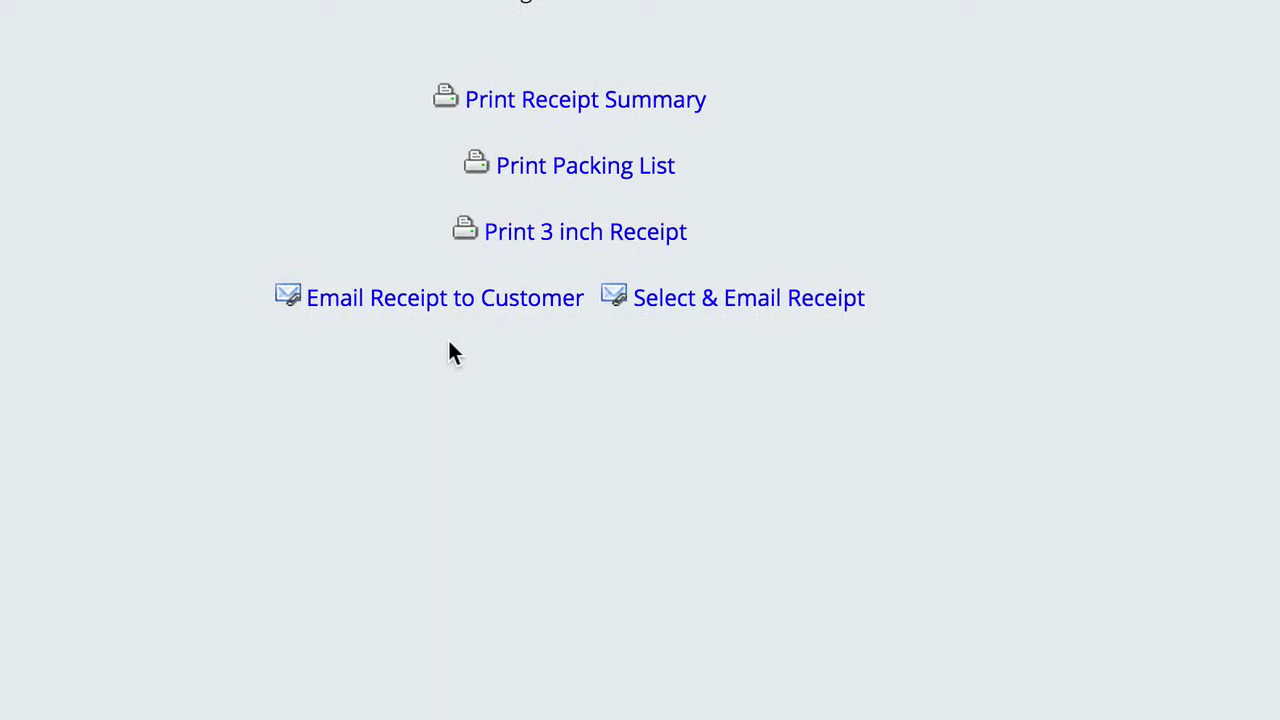 Print Receipt Summary
Print Packing List
Print 3 inch Receipt
Email Receipt to Customer Select & Email Receipt